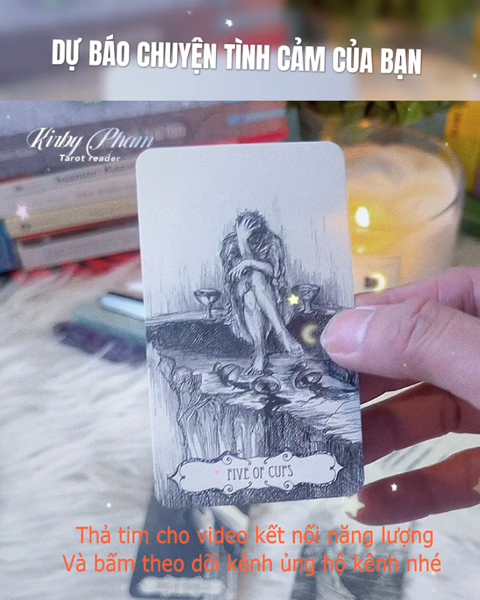 DỰ BÁO CHUYỆN TÌNH CẢM CỦA BẠN
Kirby Pham
Tarot reader
FIVE OF CUPS
Thả tim cho video kết nối năng lượng
Và bấm theo dõi kênh ủng hộ kênh nhé